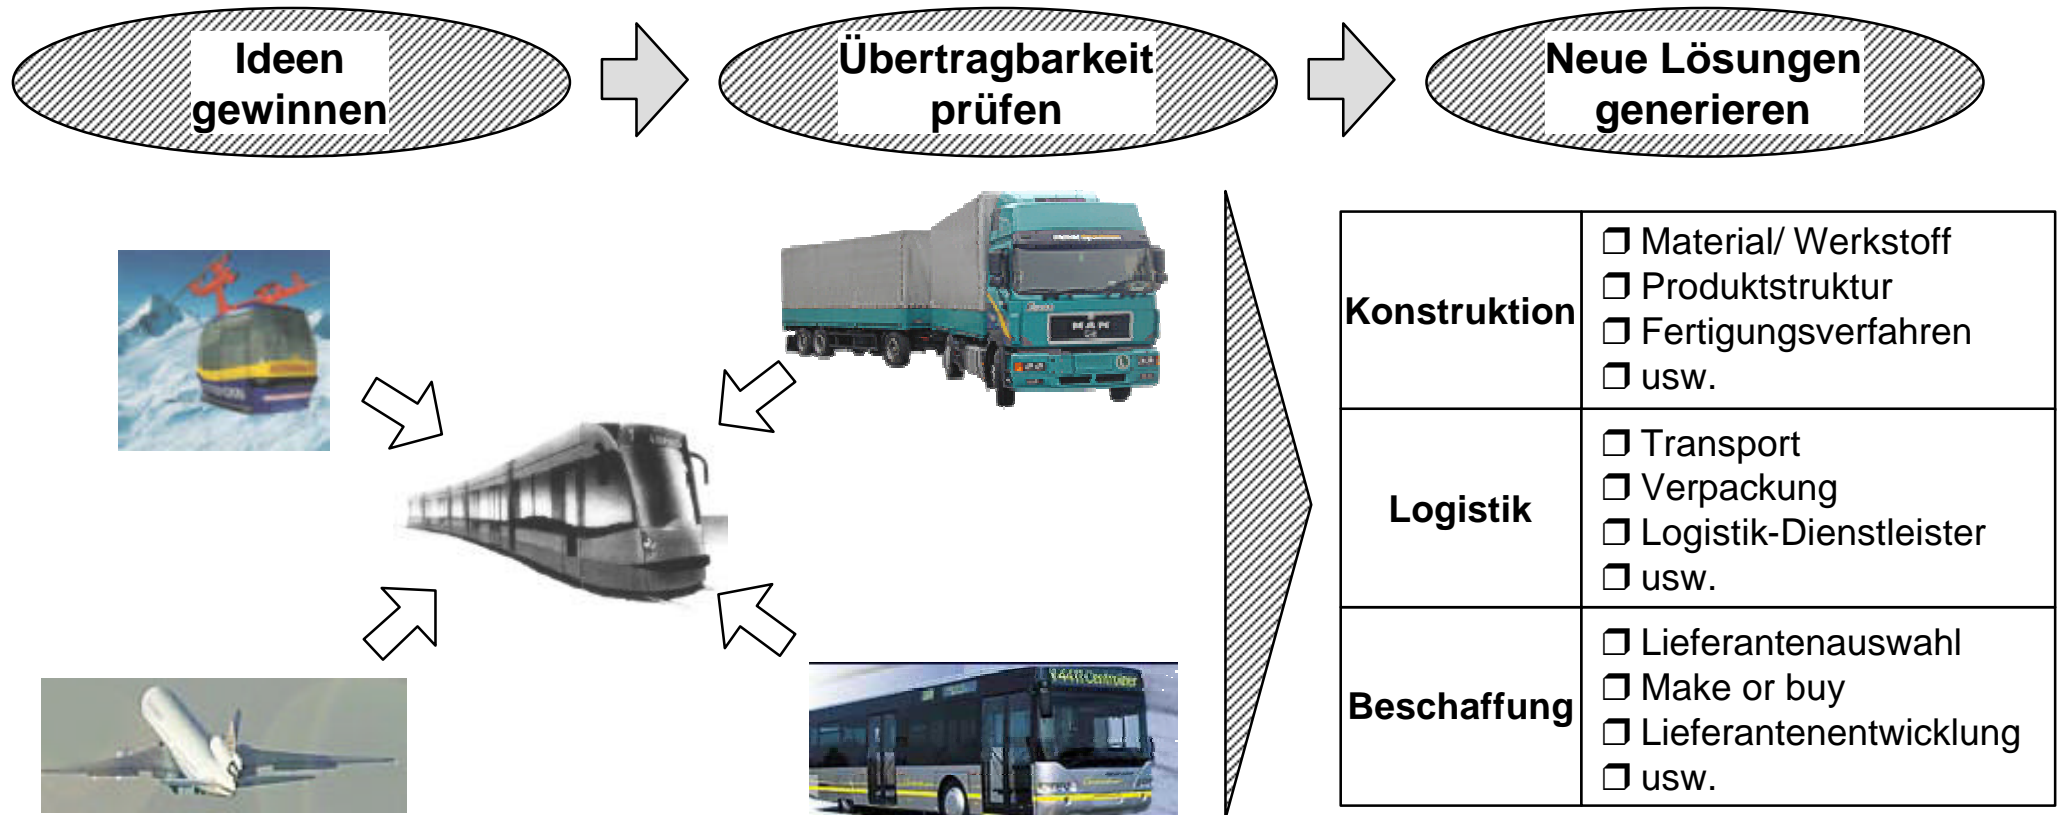 Ideen
gewinnen
Übertragbarkeit
prüfen
Neue Lösungen
generieren
MAN
Konstruktion
❒ Material/ Werkstoff
❒ Produktstruktur
❒ Fertigungsverfahren
❒ usw.
Logistik
❒ Transport
❒ Verpackung
❒ Logistik-Dienstleister
❒ usw.
Beschaffung
❒ Lieferantenauswahl
❒ Make or buy
❒ Lieferantenentwicklung
❒ usw.